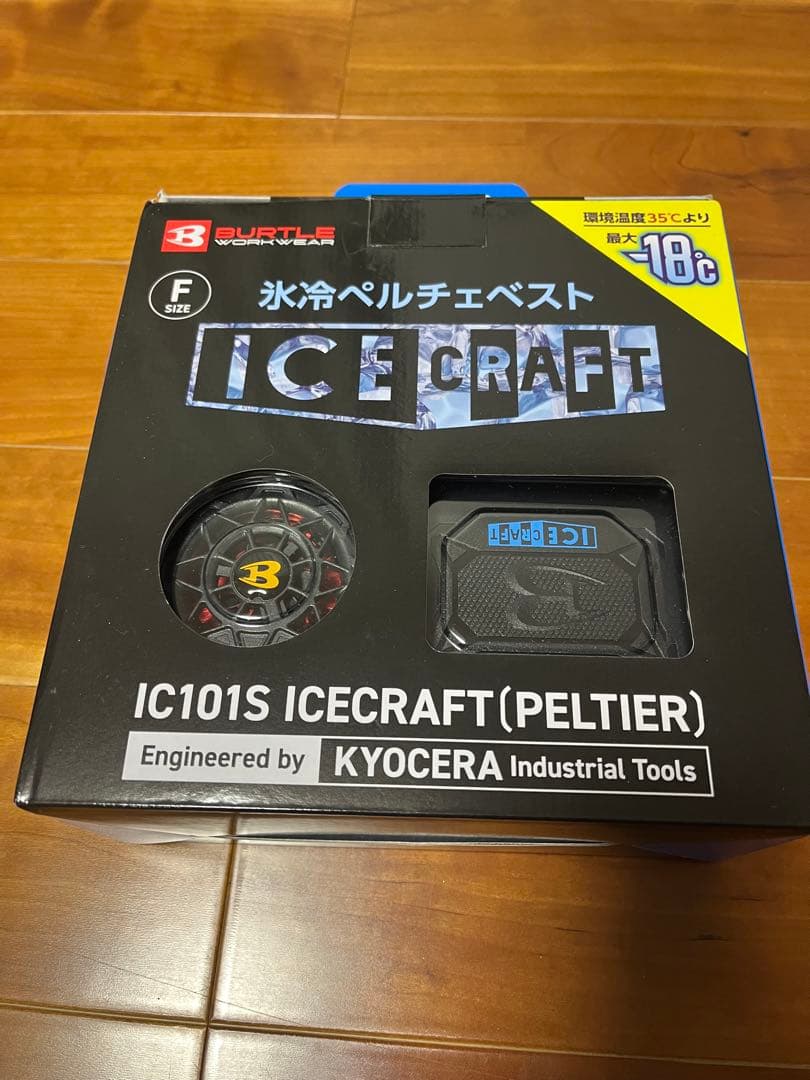 BURTLE
WORKWEAR
環境温度35℃より
最大
-18℃
F
SIZE
氷冷ペルチェベスト
ICE CRAFT
B
ICE CRAFT
IC101S ICECRAFT(PELTIER)
Engineered by KYOCERA Industrial Tools